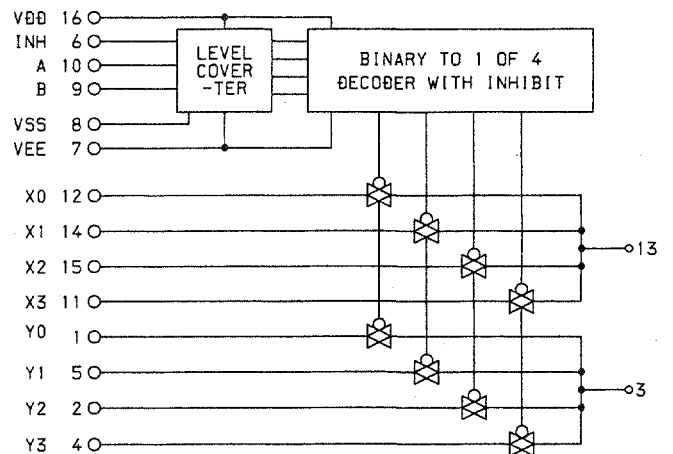 VDD 16
INH 6
A 10
B 9
VSS 8
VEE 7
LEVEL
COVER
-TER
BINARY TO 1 OF 4
DECODER WITH INHIBIT
X0 12
X1 14
X2 15
X3 11
Y0 1
Y1 5
Y2 2
Y3 4
13
3